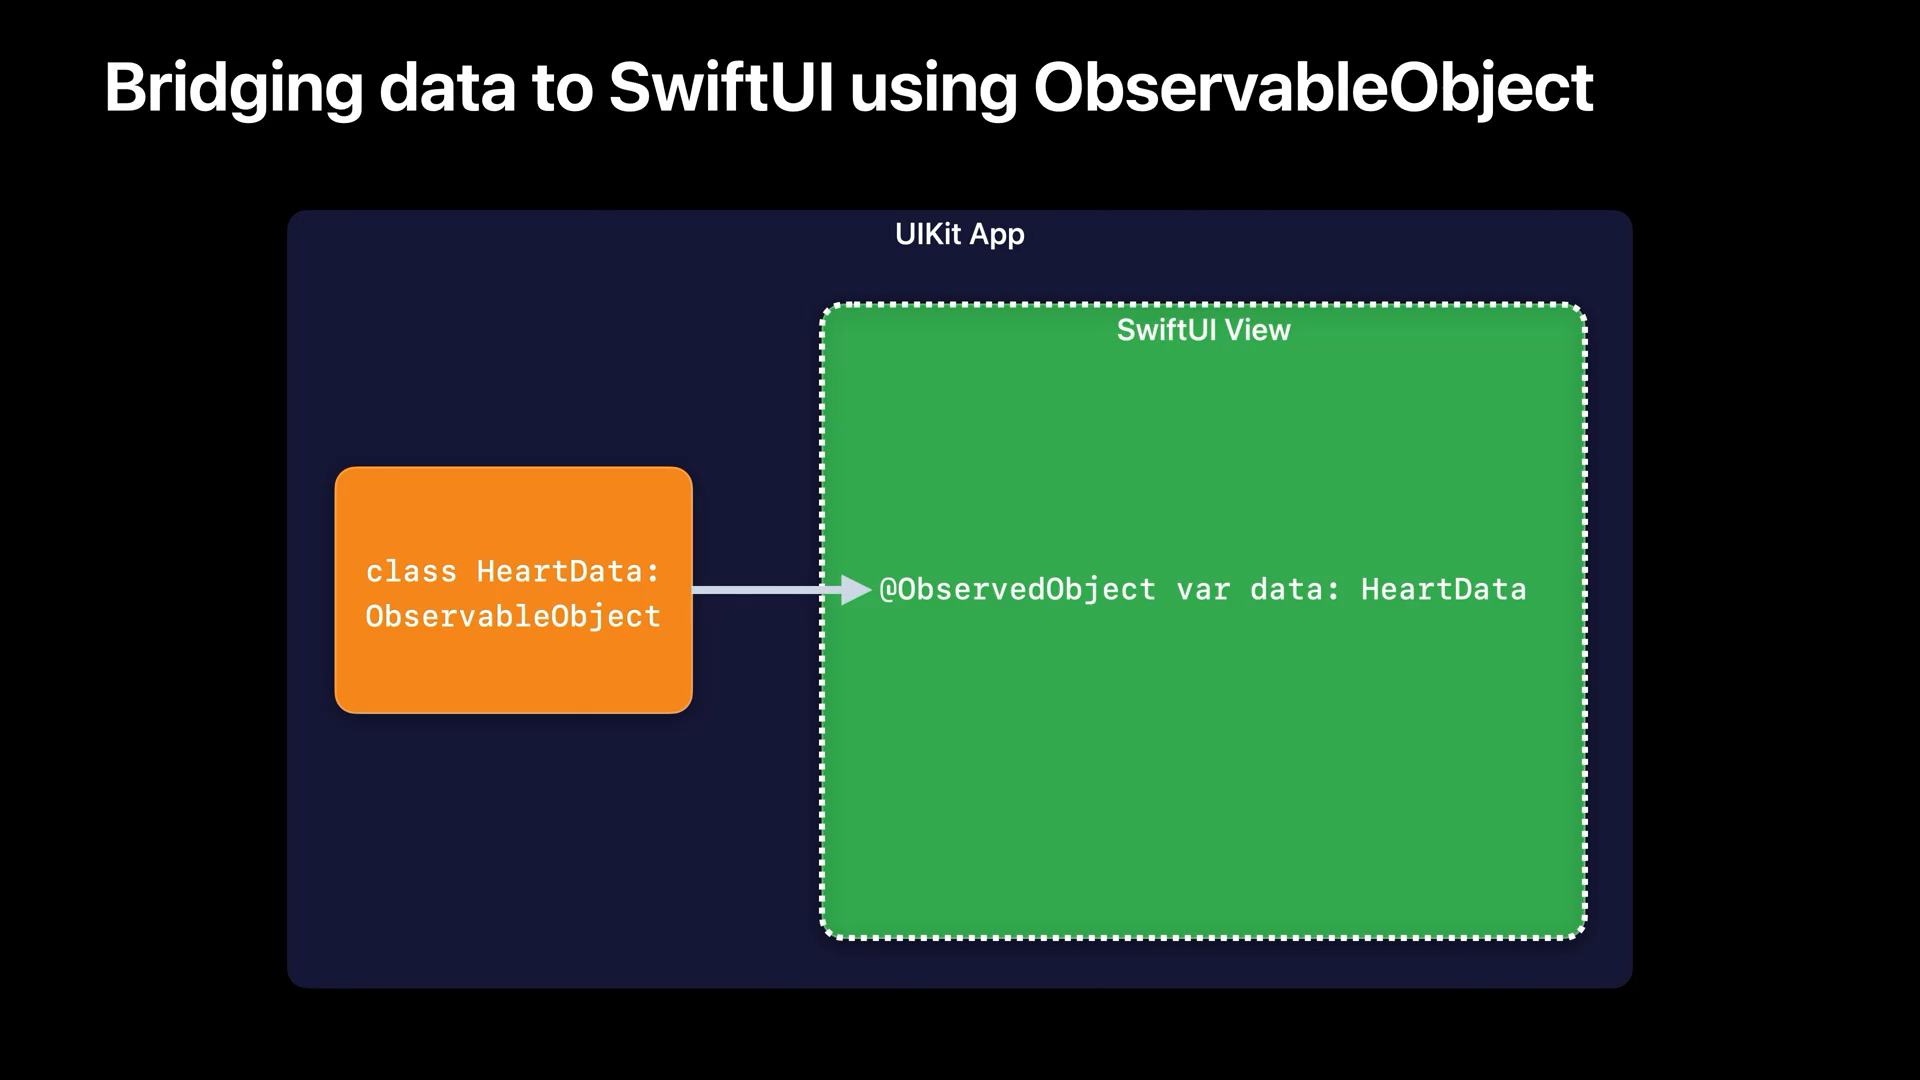 Bridging data to SwiftUI using ObservableObject
UIKit App
SwiftUI View
class HeartData:
ObservableObject
@ObservedObject var data: HeartData